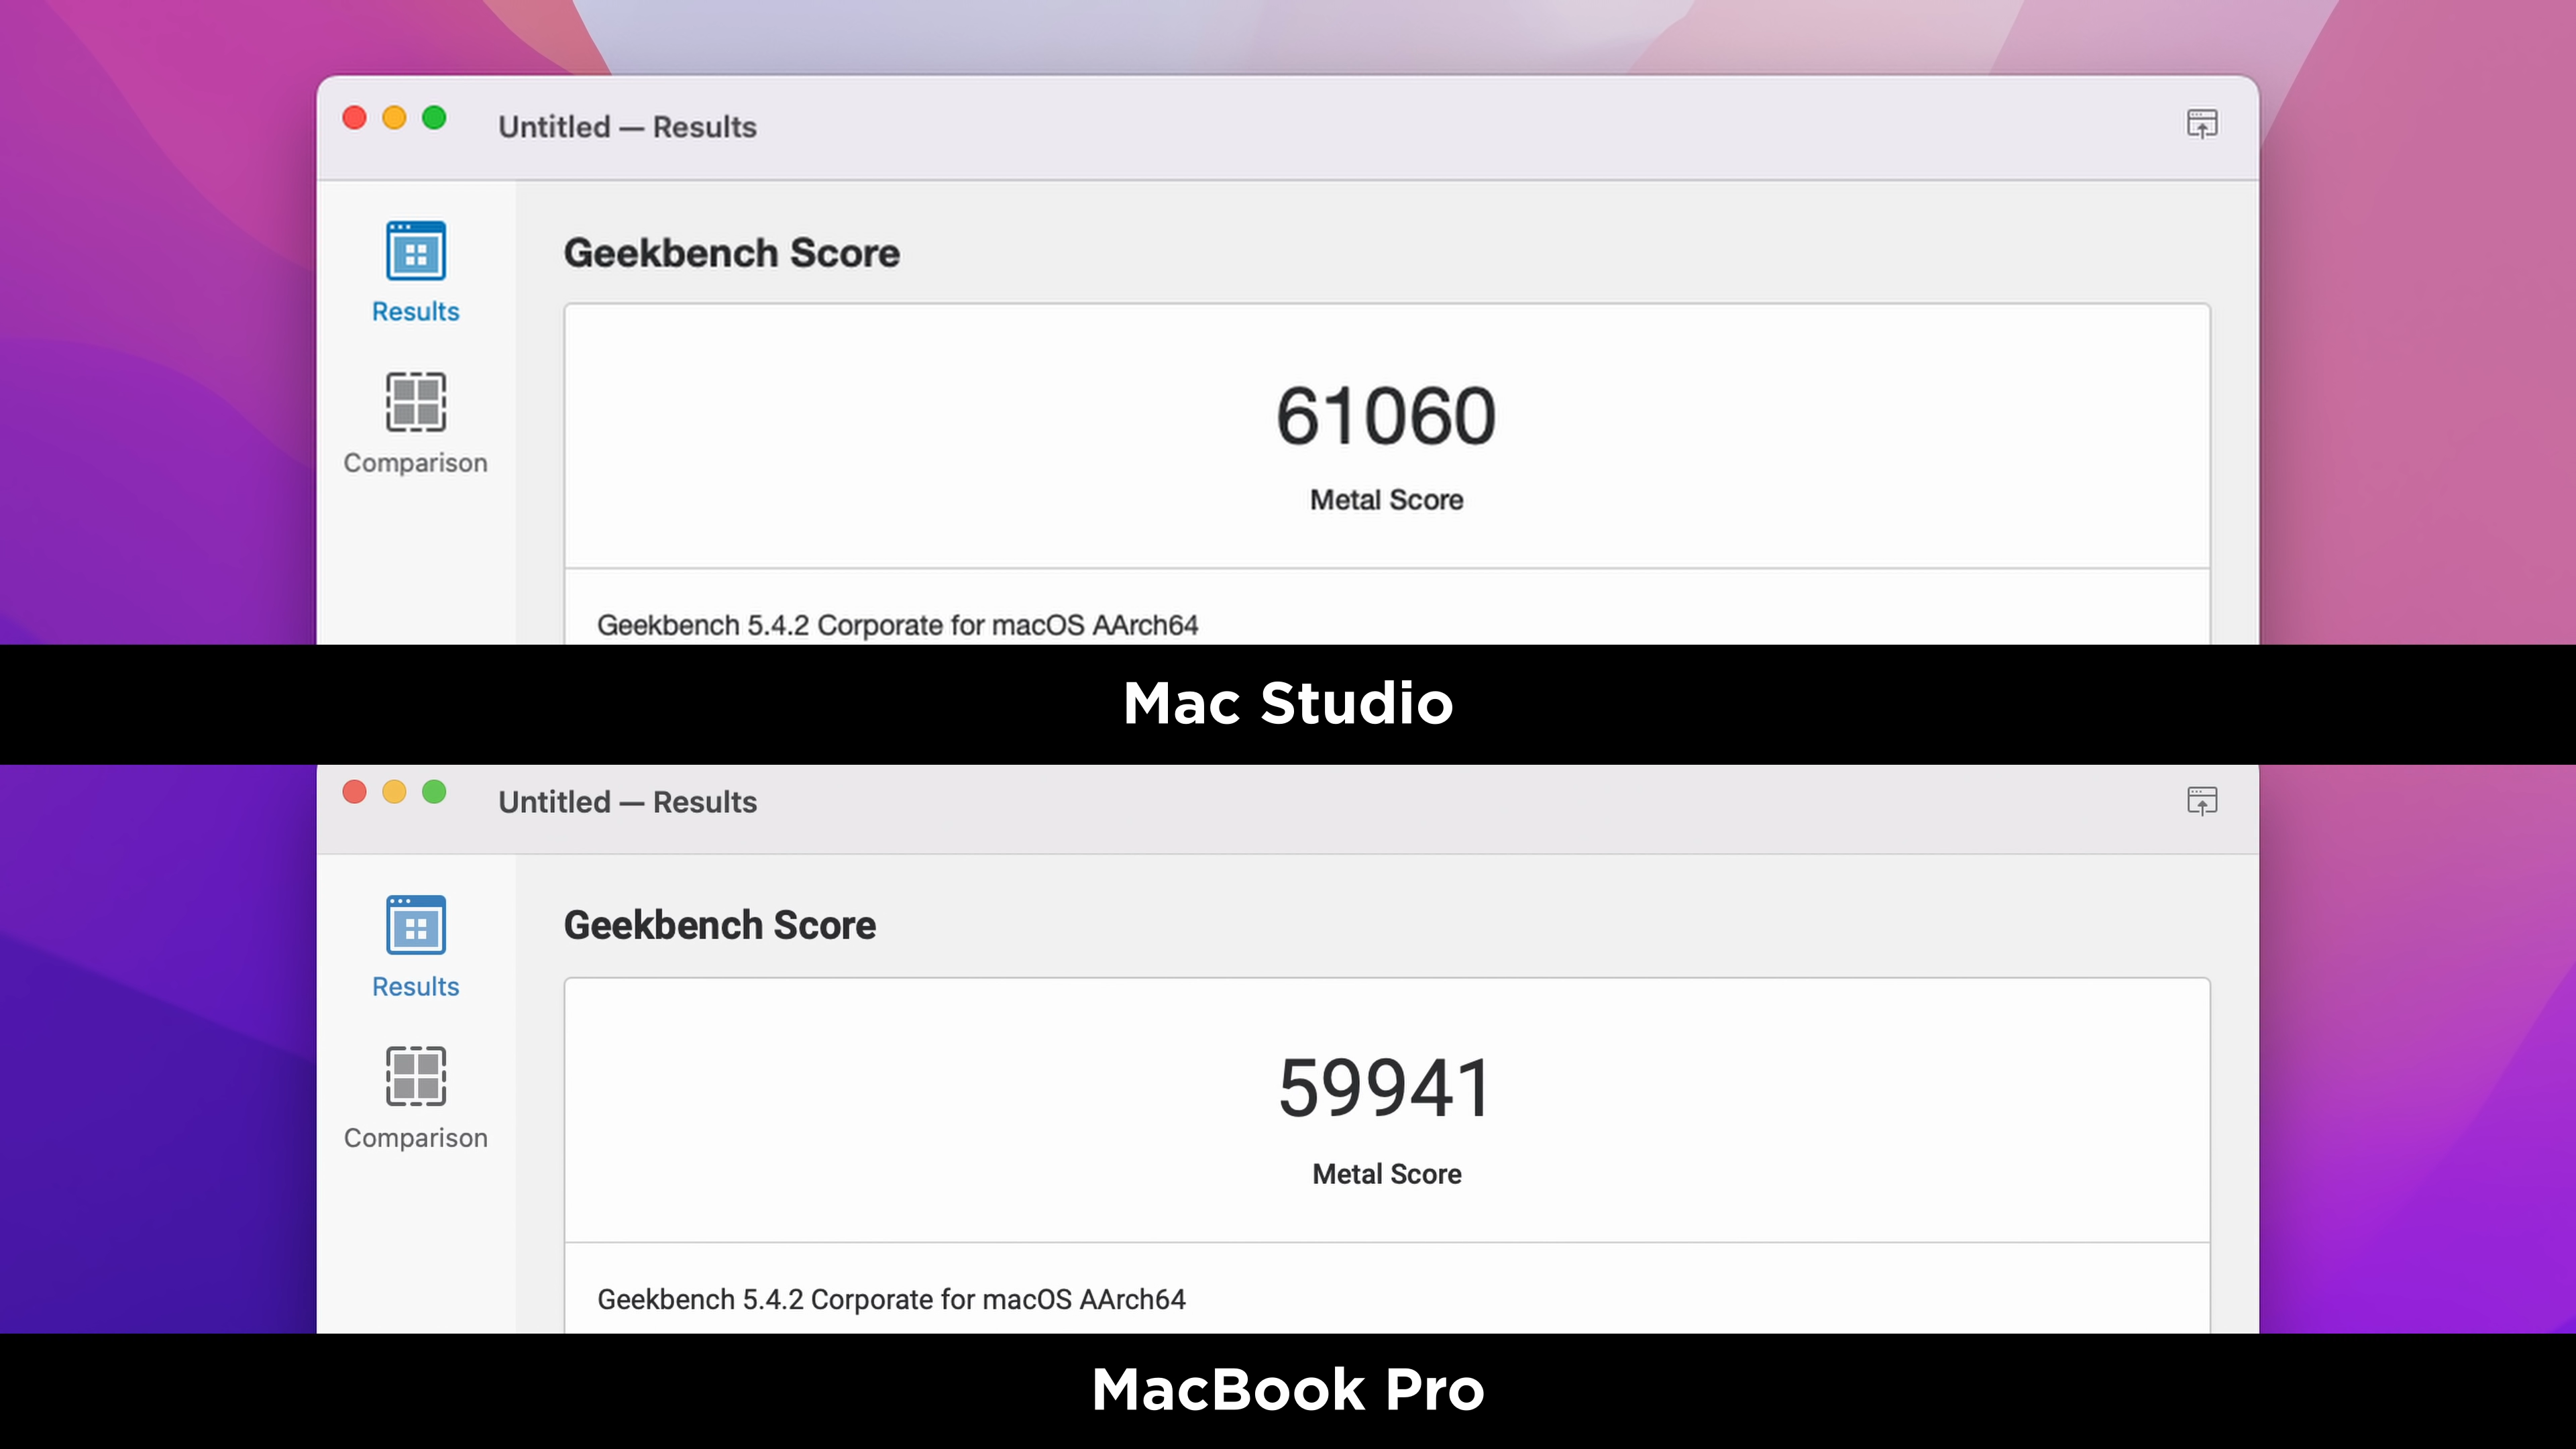 Untitled — Results
Results
Comparison
Geekbench Score
61060
Metal Score
Geekbench 5.4.2 Corporate for macOS AArch64
Mac Studio
Untitled — Results
Results
Comparison
Geekbench Score
59941
Metal Score
Geekbench 5.4.2 Corporate for macOS AArch64
MacBook Pro